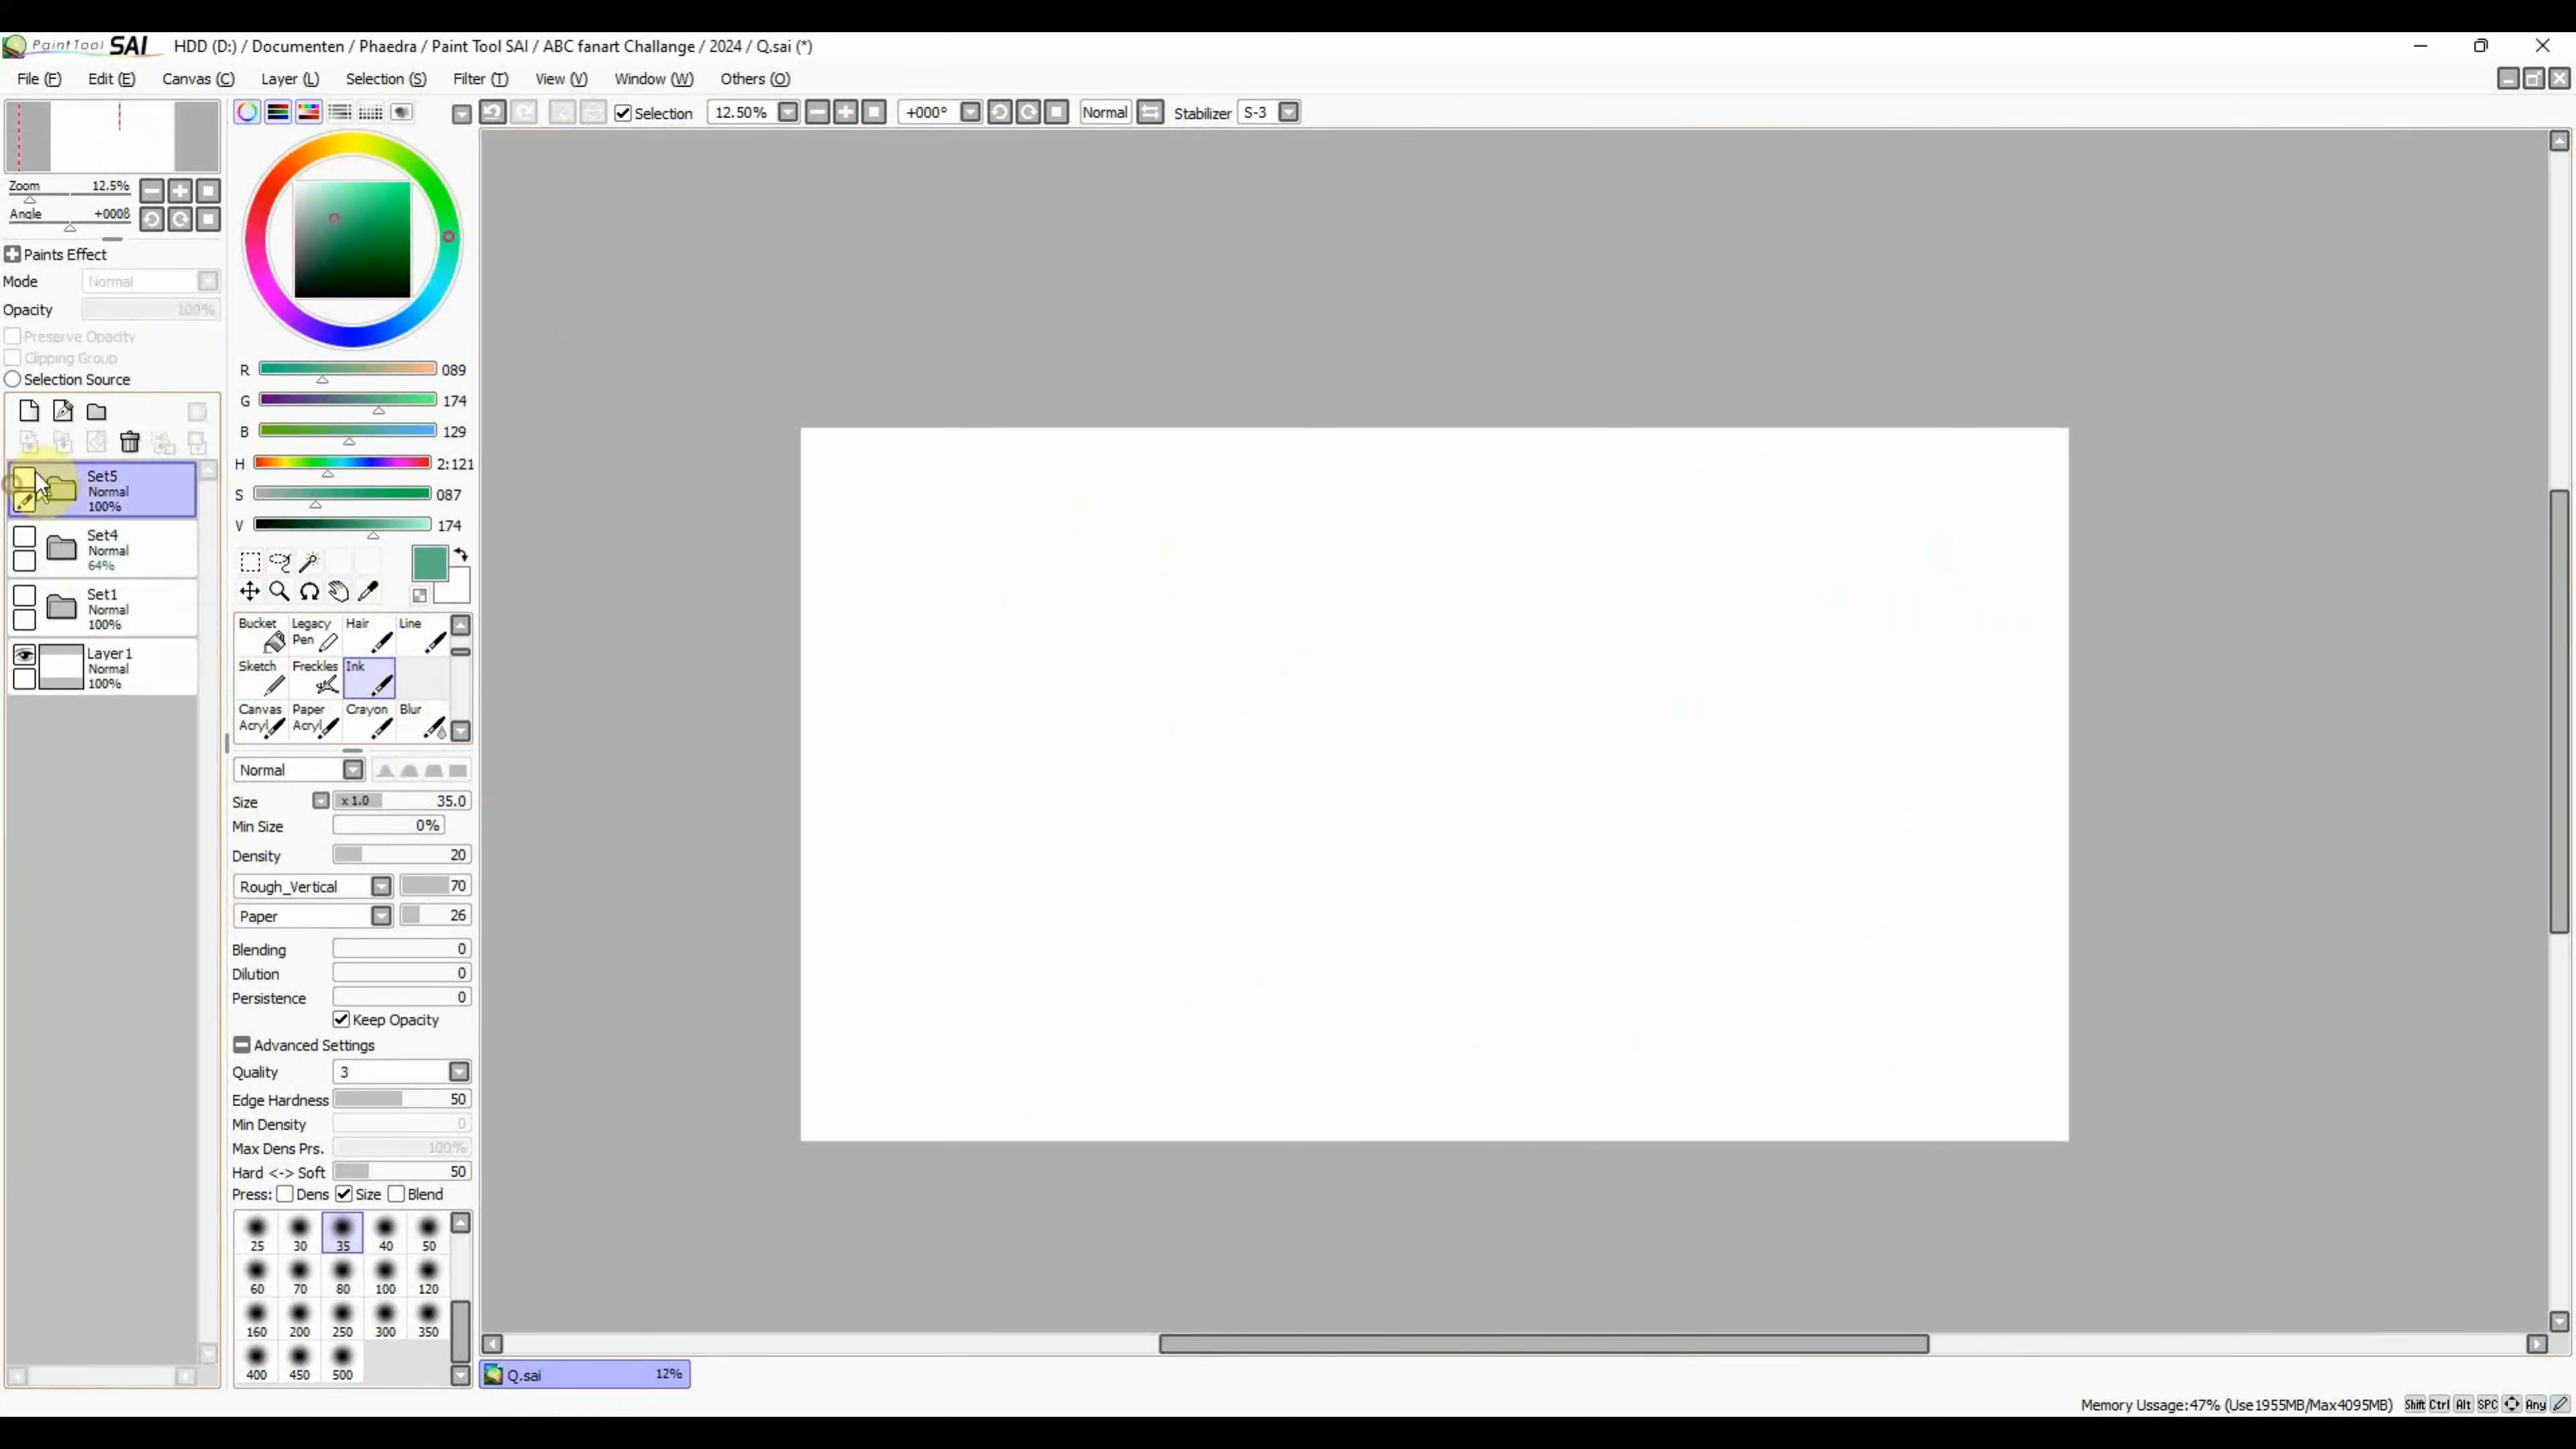 PaintTool SAI HDD (D:) / Documenten / Phaedra / Paint Tool SAI / ABC fanart Challange / 2024 / Q.sai (*)
File (F) Edit (E) Canvas (C) Layer (L) Selection (S) Filter (T) View (V) Window (W) Others (O)
Selection 12.50% +000° Normal Stabilizer S-3
Zoom 12.5%
Angle +0008
Paints Effect
Mode Normal
Opacity 100%
Preserve Opacity
Clipping Group
Selection Source
Set5
Normal
100%
Set4
Normal
64%
Set1
Normal
100%
Layer1
Normal
100%
R 089
G 174
B 129
H 2:121
S 087
V 174
Bucket Legacy Pen Hair Line
Sketch Freckles Ink
Canvas Acryl Paper Acryl Crayon Blur
Normal
Size x 1.0 35.0
Min Size 0%
Density 20
Rough_Vertical 70
Paper 26
Blending 0
Dilution 0
Persistence 0
Keep Opacity
Advanced Settings
Quality 3
Edge Hardness 50
Min Density 0
Max Dens Prs. 100%
Hard <-> Soft 50
Press: Dens Size Blend
25 30 35 40 50
60 70 80 100 120
160 200 250 300 350
400 450 500
Q.sai 12%
Memory Ussage:47% (Use1955MB/Max4095MB) Shift Ctrl Alt SPC Any